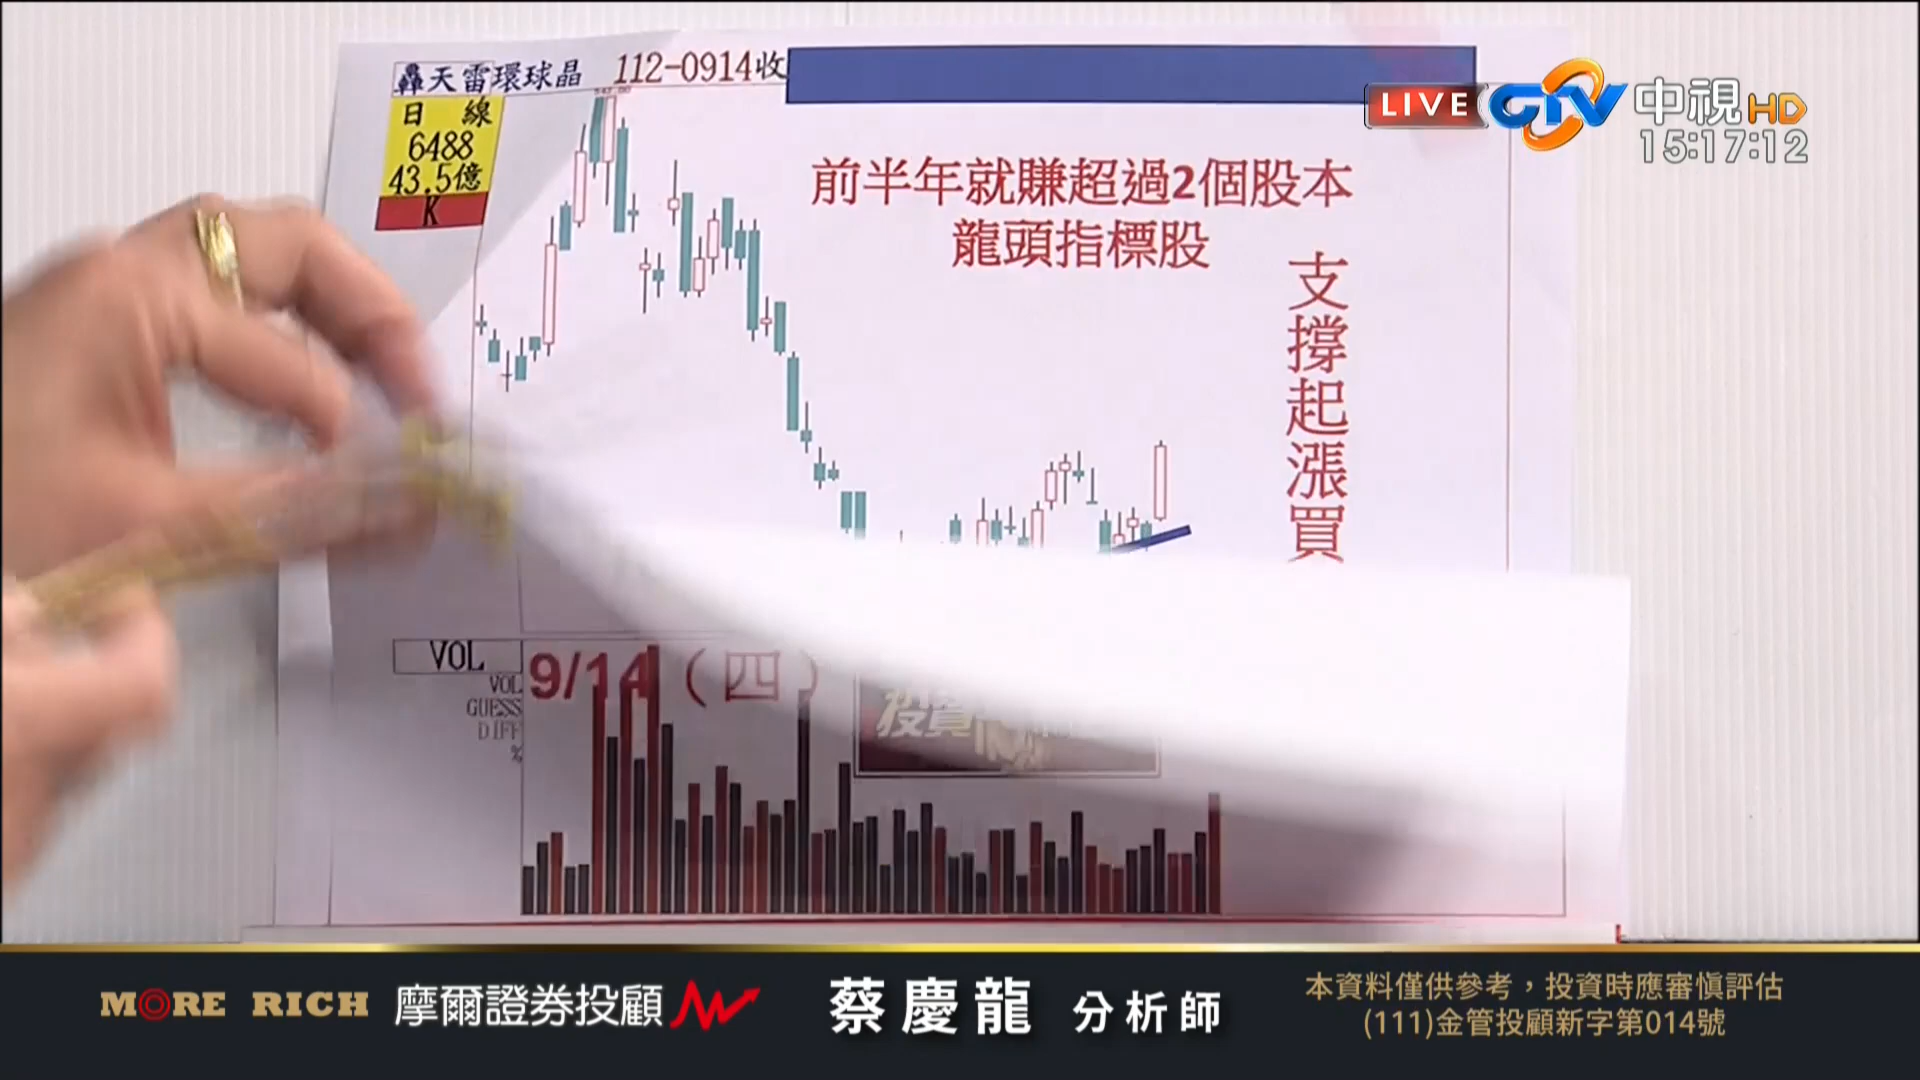 轟天雷環球晶 112-0914收
日 線
6488
43.5億
K
LIVE CTV 中視HD
15:17:12
前半年就賺超過2個股本
龍頭指標股
支撐起漲買
VOL
VOL
GUESS
DIFF
%
9/14（四）
投資
MORE RICH 摩爾證券投顧 蔡慶龍 分析師
本資料僅供參考，投資時應審慎評估
(111)金管投顧新字第014號